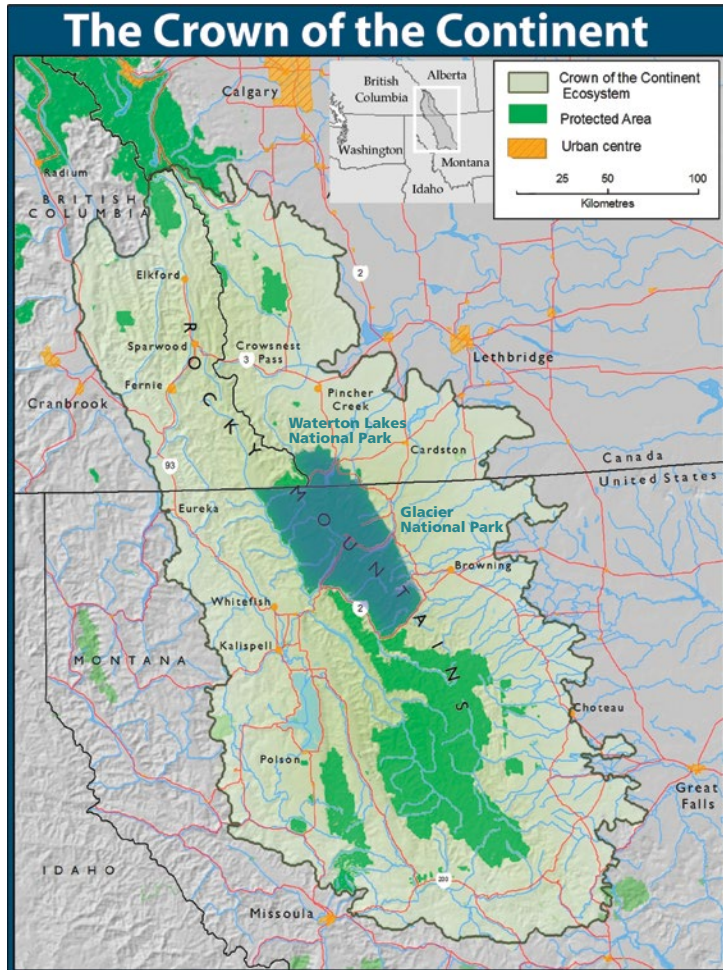 The Crown of the Continent
British
Columbia
Alberta
Washington
Montana
Idaho
Crown of the Continent
Ecosystem
Protected Area
Urban centre
25 50 100
Kilometres
Calgary
Radium
BRITISH
COLUMBIA
2
Elkford
Sparwood
Crowsnest
Pass
3
Lethbridge
Fernie
Cranbrook
Pincher
Creek
ROCKY MOUNTAINS
Waterton Lakes
National Park
Cardston
93
Canada
United States
Eureka
Glacier
National Park
Browning
Whitefish
2
Kalispell
MONTANA
Choteau
Polson
Great
Falls
IDAHO
200
Missoula